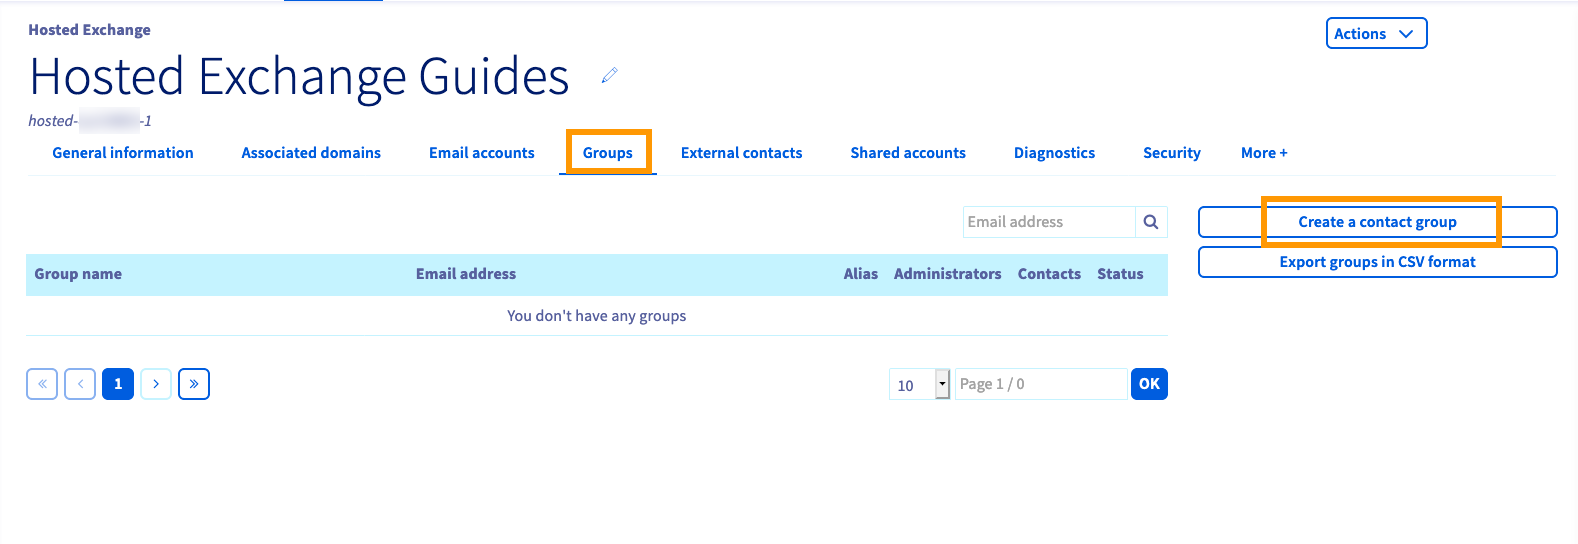 Hosted Exchange
Actions
Hosted Exchange Guides
hosted- -1
General information Associated domains Email accounts Groups External contacts Shared accounts Diagnostics Security More +
Email address
Create a contact group
Export groups in CSV format
Group name Email address Alias Administrators Contacts Status
You don't have any groups
« ‹ 1 › » 10 Page 1 / 0 OK